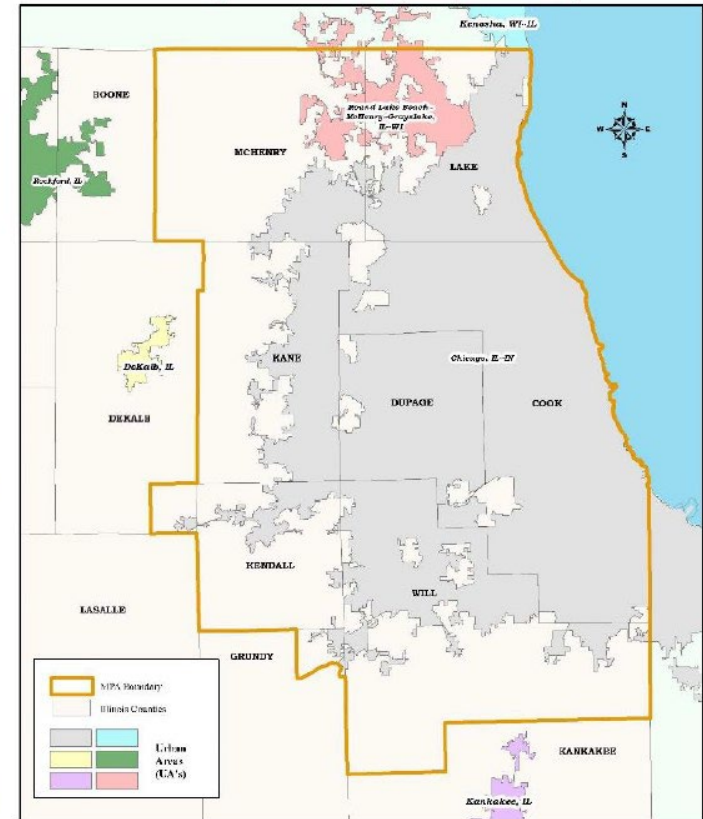 Kenosha, WI-IL
BOONE
Round Lake Beach-
McHenry-Grayslake,
IL-WI
N
W
E
S
MCHENRY
LAKE
Rockford, IL
KANE
Chicago, IL-IN
DeKalb, IL
DUPAGE
COOK
DEKALB
KENDALL
WILL
LASALLE
GRUNDY
MPA Boundary
Illinois Counties
Urban
Areas
(UA's)
KANKAKEE
Kankakee, IL